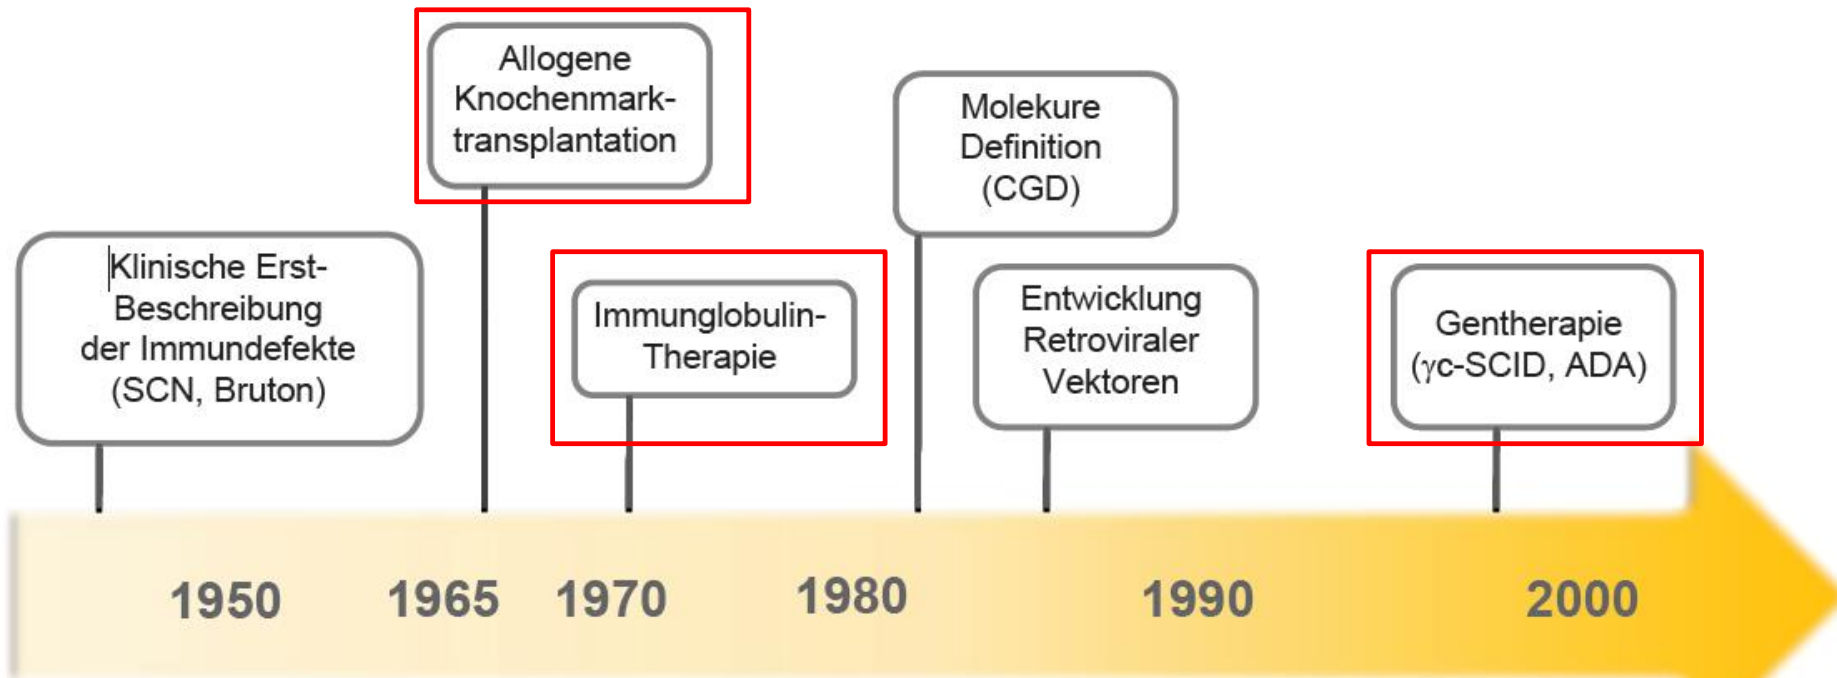 Allogene
Knochenmark-
transplantation
Molekure
Definition
(CGD)
Klinische Erst-
Beschreibung
der Immundefekte
(SCN, Bruton)
Immunglobulin-
Therapie
Entwicklung
Retroviraler
Vektoren
Gentherapie
(γc-SCID, ADA)
1950 1965 1970 1980 1990 2000